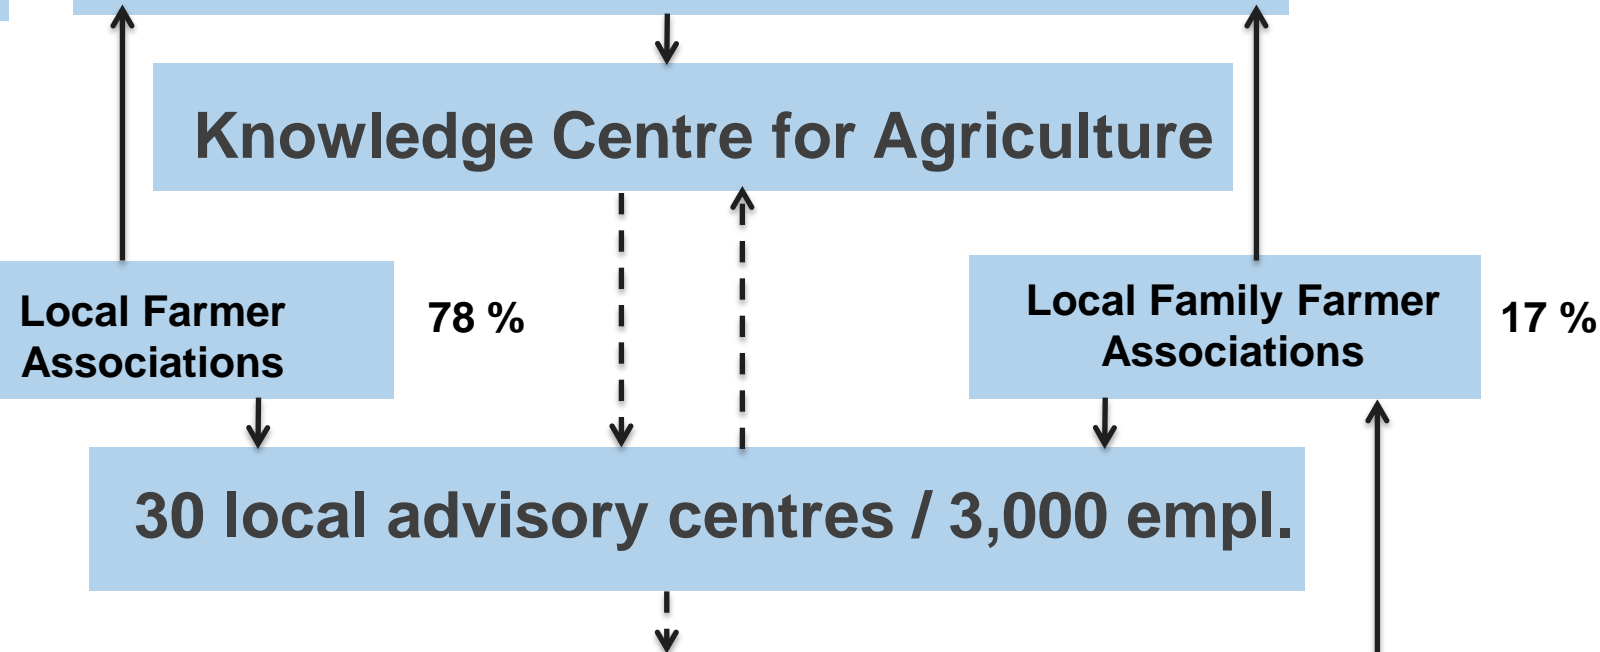 Knowledge Centre for Agriculture
Local Farmer
Associations
78 %
Local Family Farmer
Associations
17 %
30 local advisory centres / 3,000 empl.